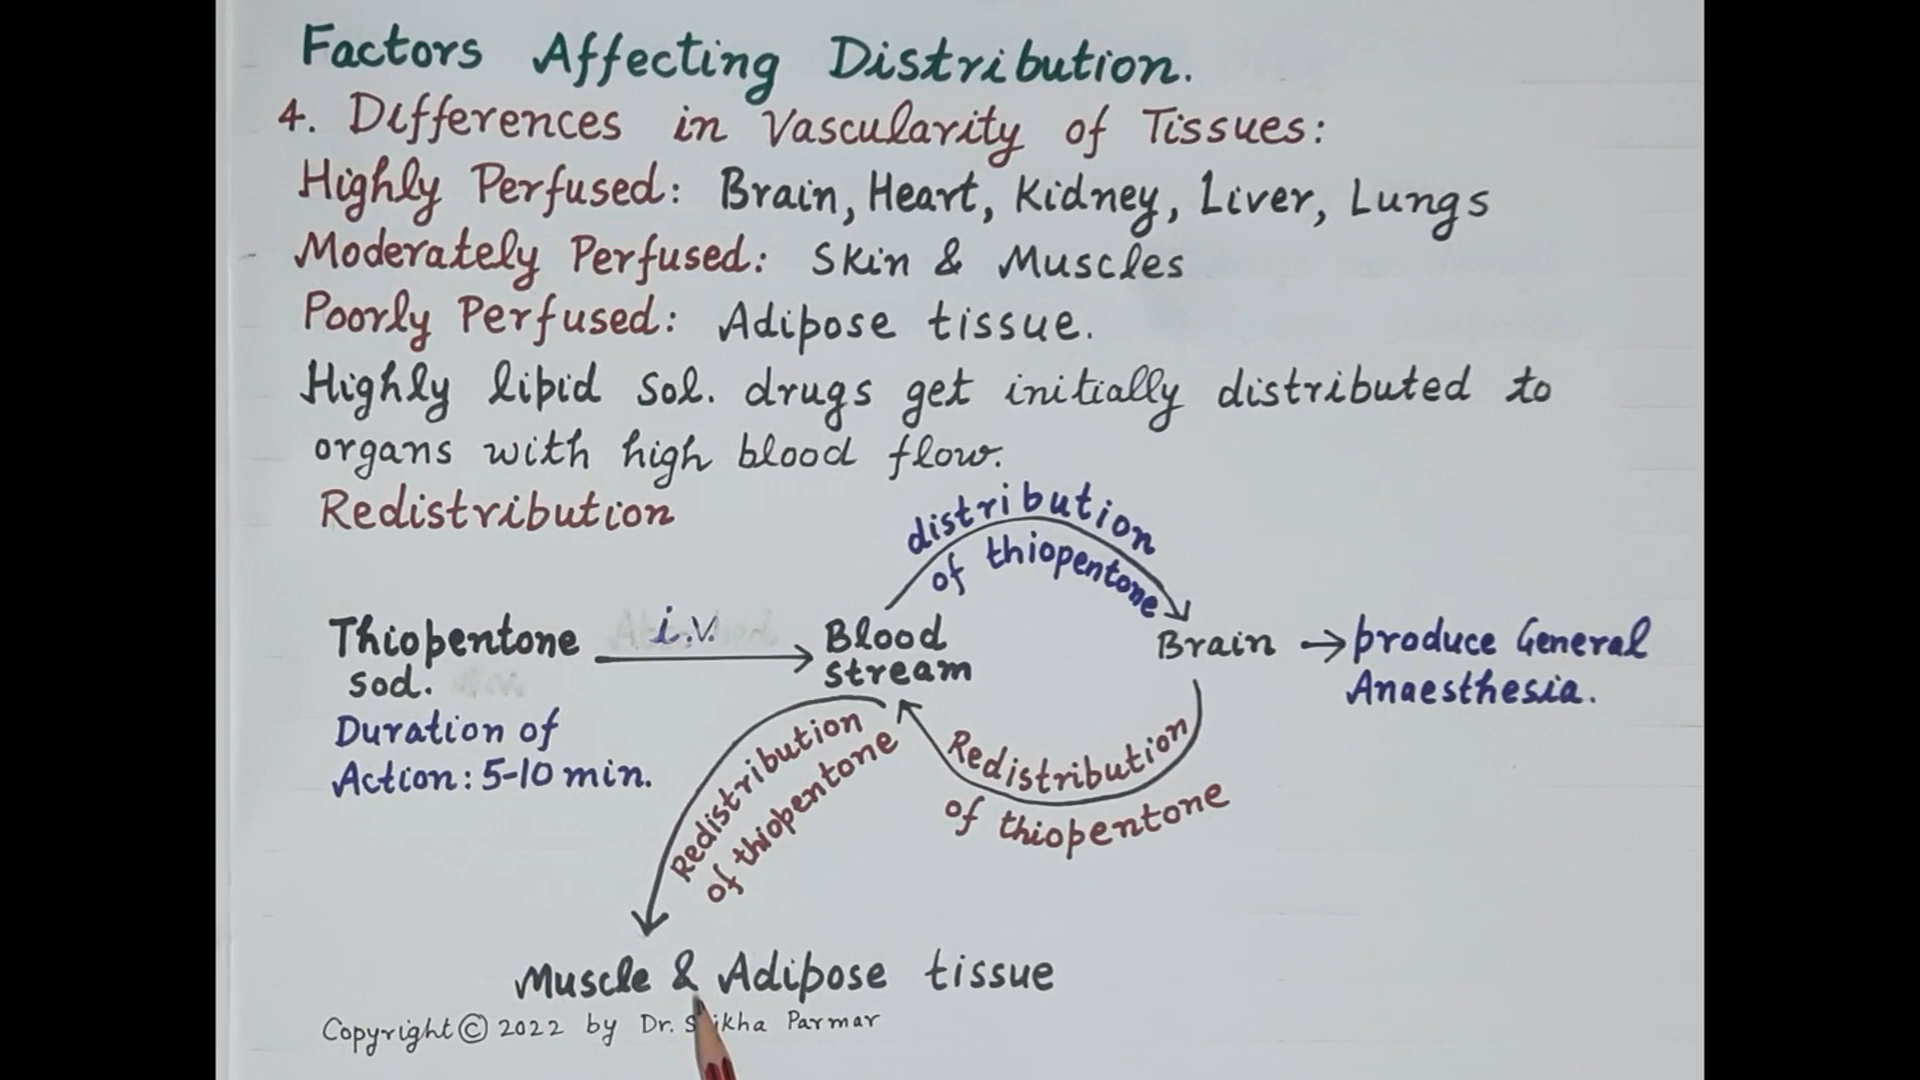 Factors Affecting Distribution.
4. Differences in Vascularity of Tissues:
Highly Perfused: Brain, Heart, Kidney, Liver, Lungs
Moderately Perfused: Skin & Muscles
Poorly Perfused: Adipose tissue.
Highly lipid sol. drugs get initially distributed to
organs with high blood flow.
Redistribution
distribution
of thiopentone
Thiopentone
sod.
i.v.
Blood
stream
Brain → produce General
Anaesthesia.
Duration of
Action: 5-10 min.
Redistribution
of thiopentone
Redistribution
of thiopentone
Muscle & Adipose tissue
Copyright © 2022 by Dr. Parmar